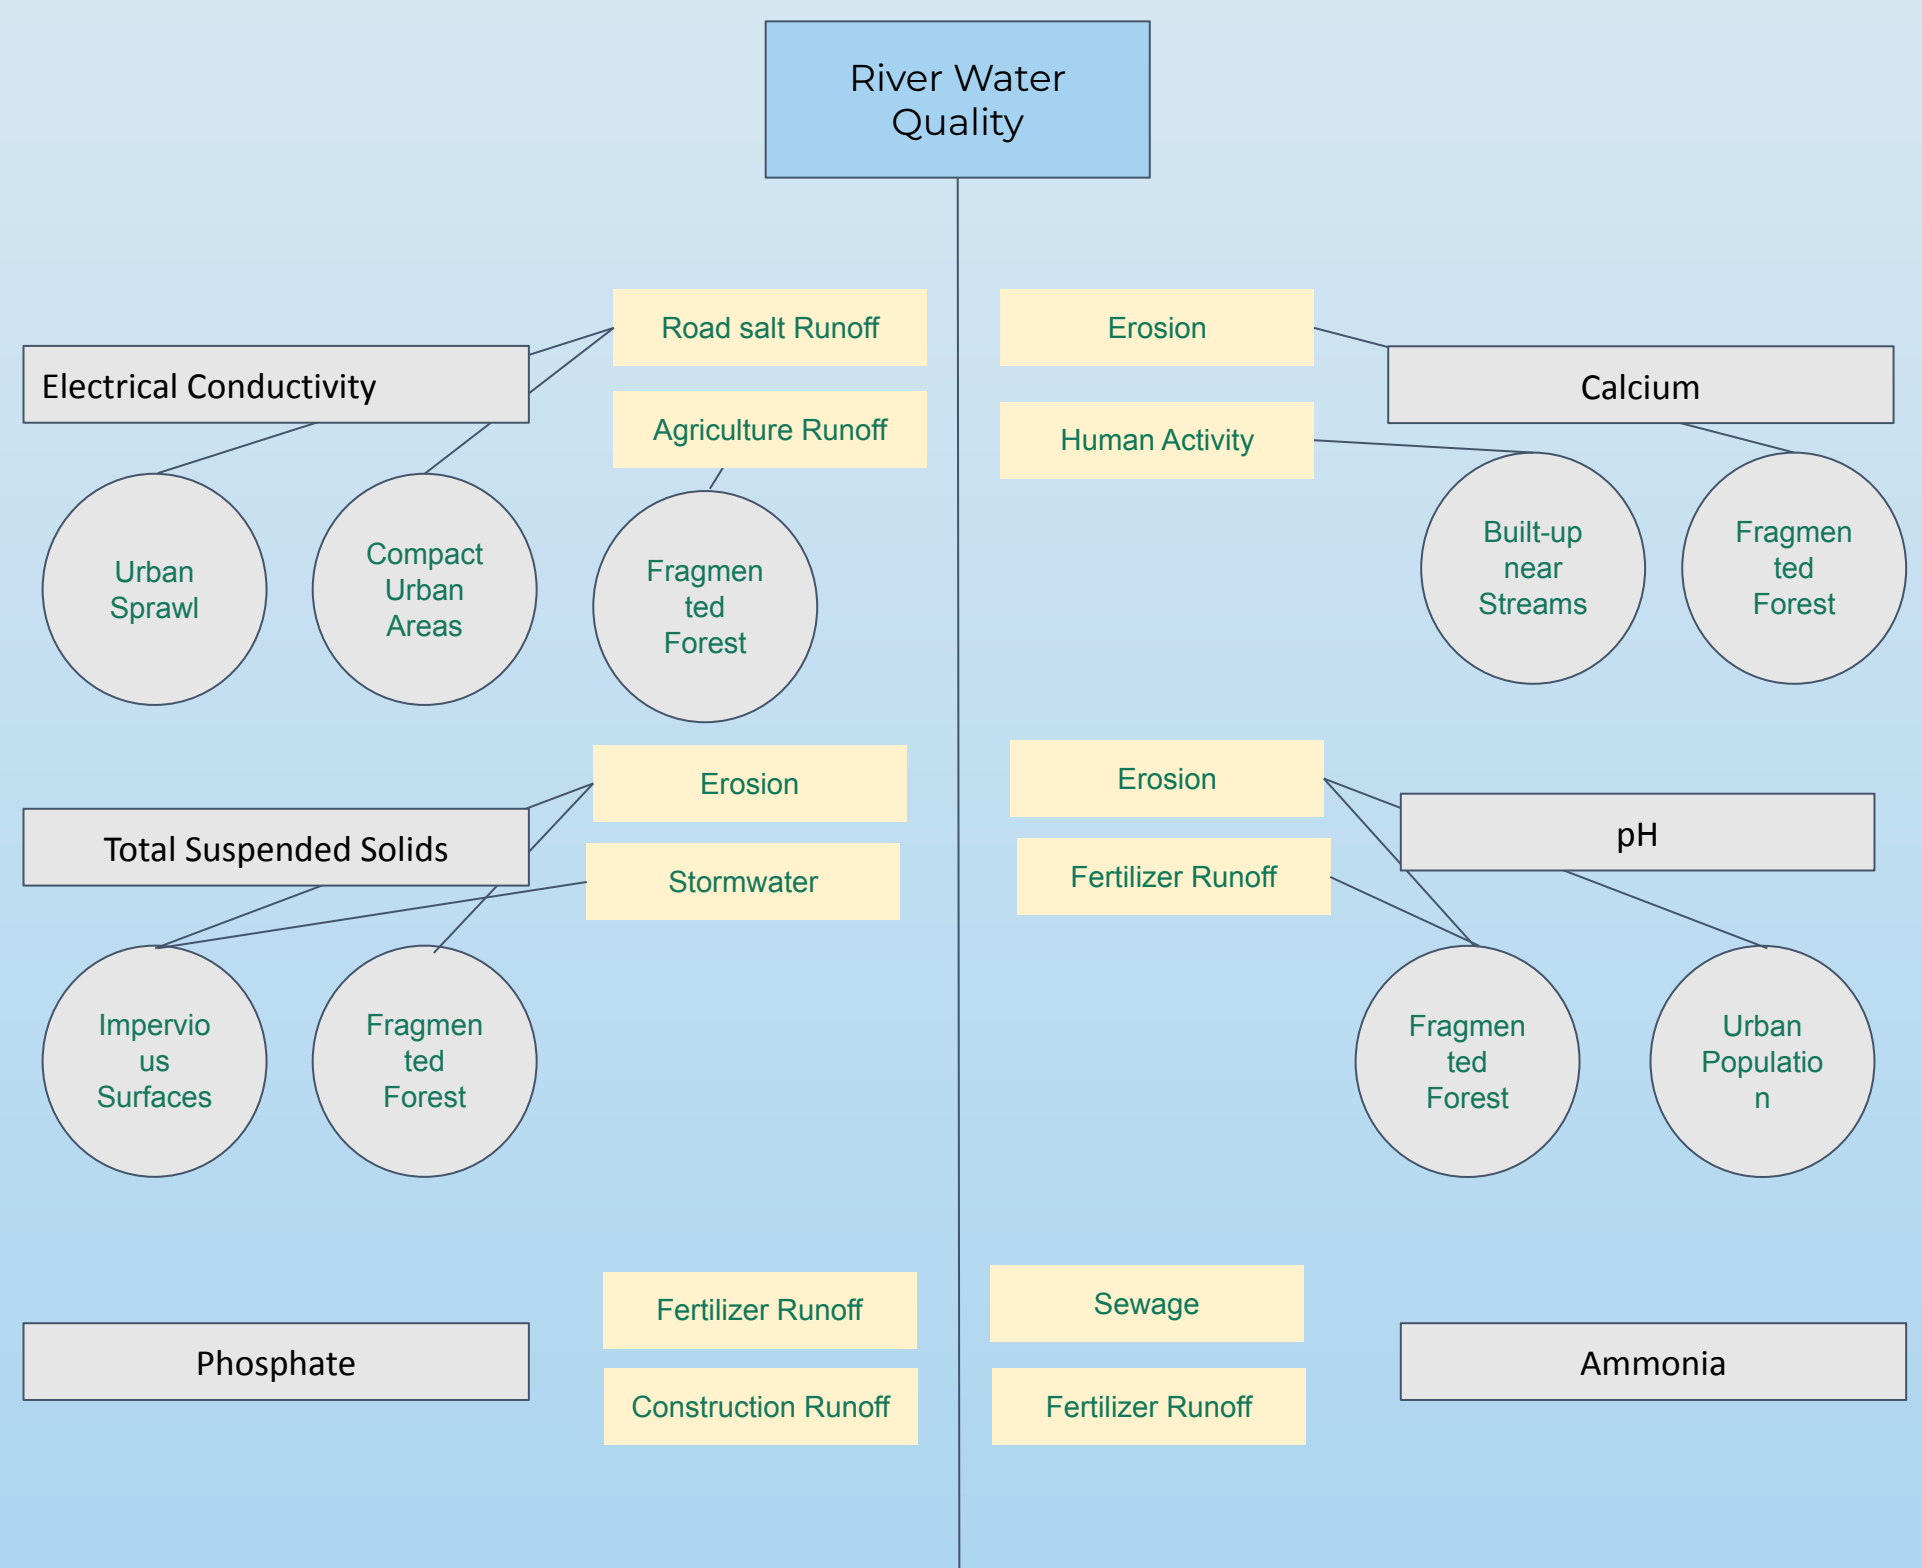 River Water
Quality
Road salt Runoff
Electrical Conductivity
Agriculture Runoff
Urban
Sprawl
Compact
Urban
Areas
Fragmen
ted
Forest
Erosion
Calcium
Human Activity
Built-up
near
Streams
Fragmen
ted
Forest
Erosion
Total Suspended Solids
Stormwater
Impervio
us
Surfaces
Fragmen
ted
Forest
Erosion
pH
Fertilizer Runoff
Fragmen
ted
Forest
Urban
Populatio
n
Fertilizer Runoff
Phosphate
Construction Runoff
Sewage
Ammonia
Fertilizer Runoff